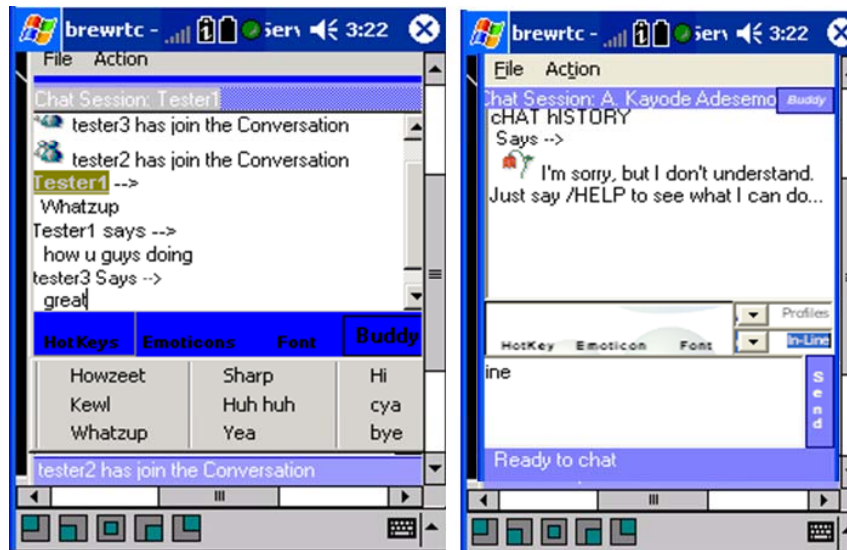 brewrtc - Serv 3:22
File Action
Chat Session: Tester1
tester3 has join the Conversation
tester2 has join the Conversation
Tester1 -->
Whatzup
Tester1 says -->
how u guys doing
tester3 Says -->
great
HotKeys Emoticons Font Buddy
Howzeet Sharp Hi
Kewl Huh huh cya
Whatzup Yea bye
tester2 has join the Conversation
brewrtc - Serv 3:22
File Action
Chat Session: A. Kayode Adesemo Buddy
cHAT hISTORY
Says -->
I'm sorry, but I don't understand.
Just say /HELP to see what I can do...
Profiles
HotKey Emoticon Font In-Line
ine
Send
Ready to chat